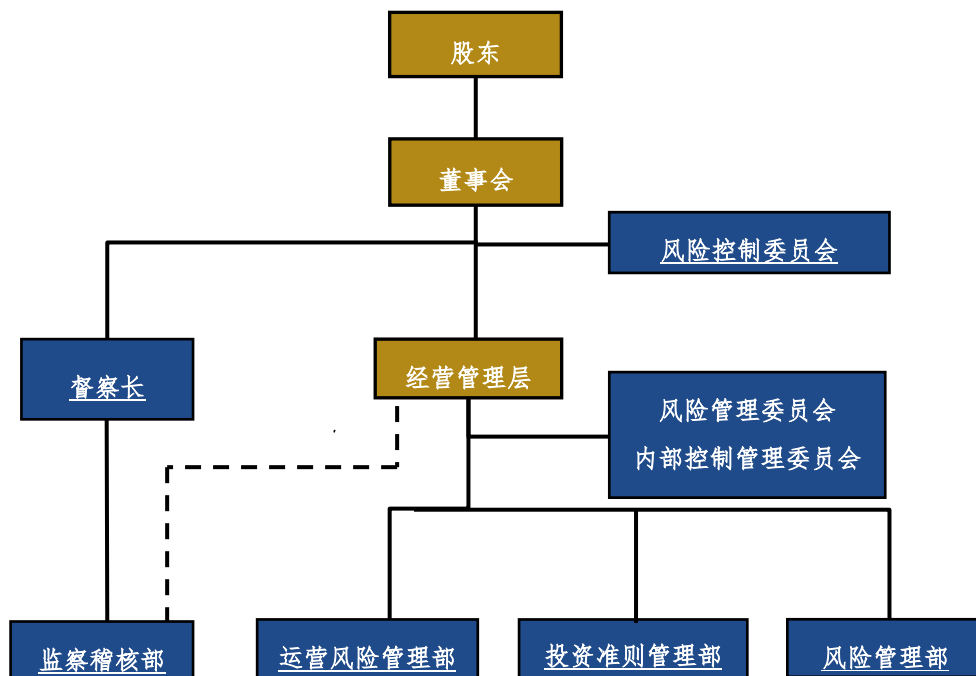 股东
董事会
风险控制委员会
督察长
经营管理层
风险管理委员会
内部控制管理委员会
监察稽核部
运营风险管理部
投资准则管理部
风险管理部